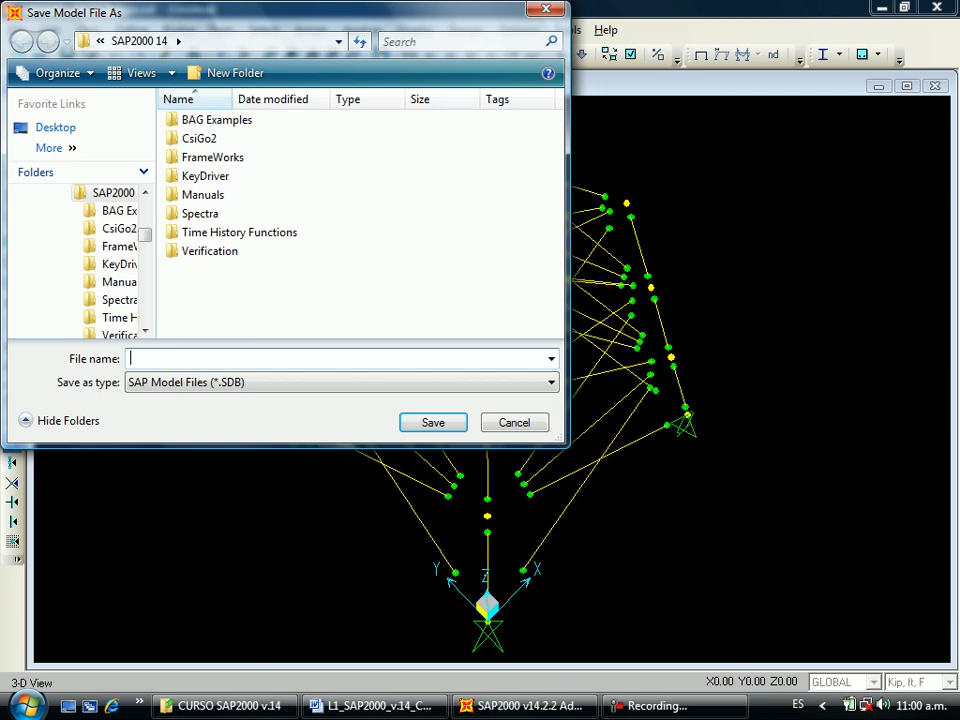 Save Model File As
SAP2000 14
Search
Organize
Views
New Folder
Favorite Links
Desktop
More
Folders
SAP2000
BAG Ex
CsiGo2
FrameW
KeyDriv
Manua
Spectra
Time H
Verifica
Name
Date modified
Type
Size
Tags
BAG Examples
CsiGo2
FrameWorks
KeyDriver
Manuals
Spectra
Time History Functions
Verification
File name:
Save as type:
SAP Model Files (*.SDB)
Hide Folders
Save
Cancel
Help
nd
Y
Z
X
3-D View
X0.00 Y0.00 Z0.00
GLOBAL
Kip, ft, F
CURSO SAP2000 v.14
L1_SAP2000_v.14_C...
SAP2000 v14.2.2 Ad...
Recording...
ES
11:00 a.m.